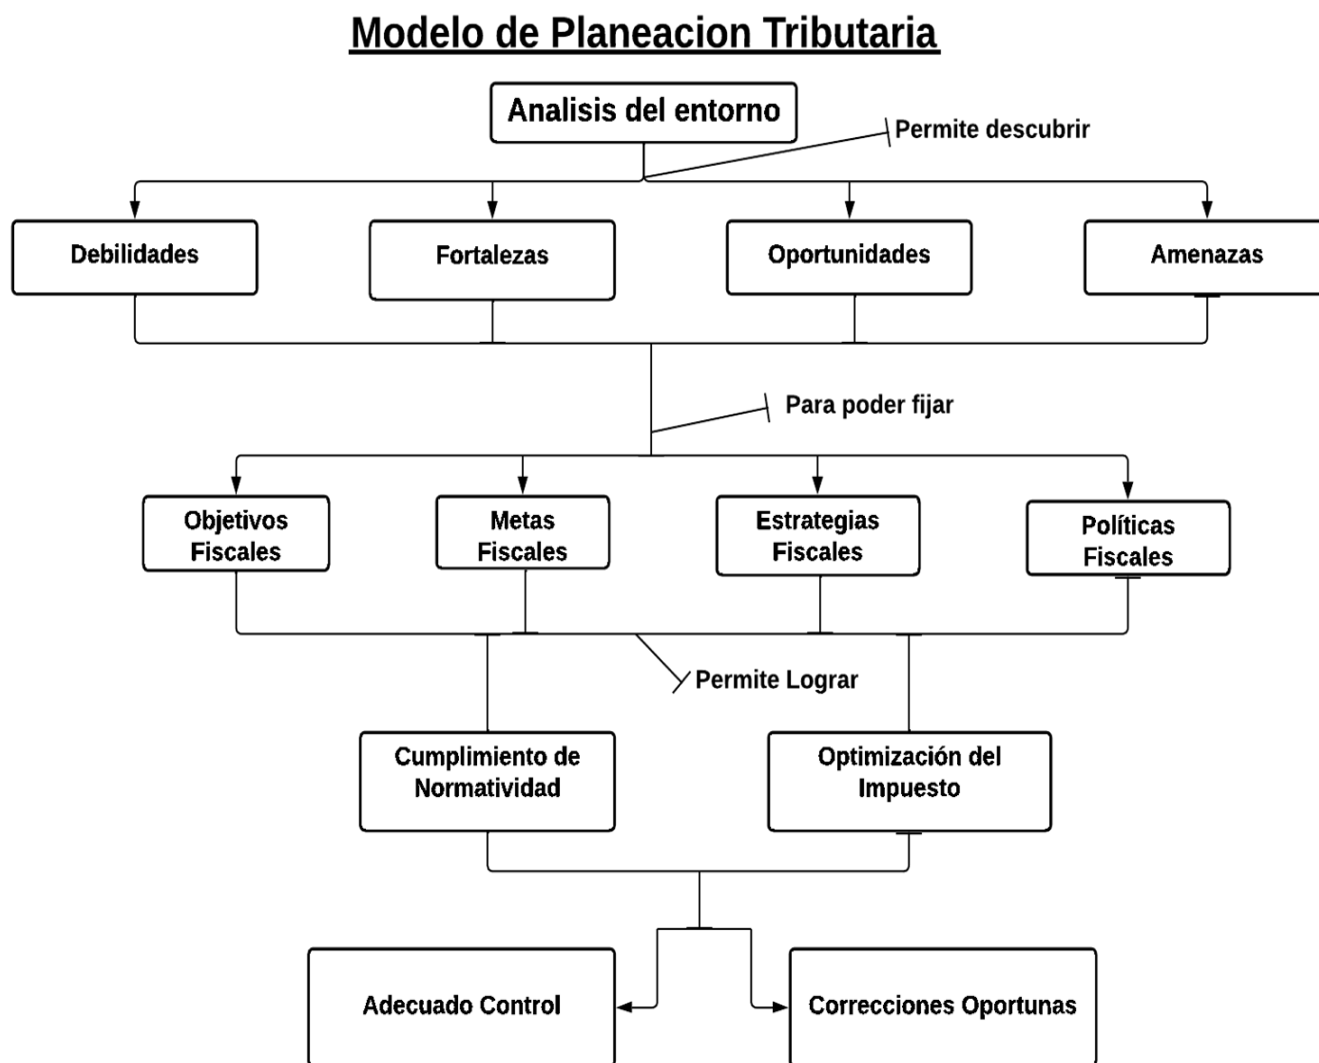 Modelo de Planeacion Tributaria
Analisis del entorno
Permite descubrir
Debilidades
Fortalezas
Oportunidades
Amenazas
Para poder fijar
Objetivos
Fiscales
Metas
Fiscales
Estrategias
Fiscales
Políticas
Fiscales
Permite Lograr
Cumplimiento de
Normatividad
Optimización del
Impuesto
Adecuado Control
Correcciones Oportunas